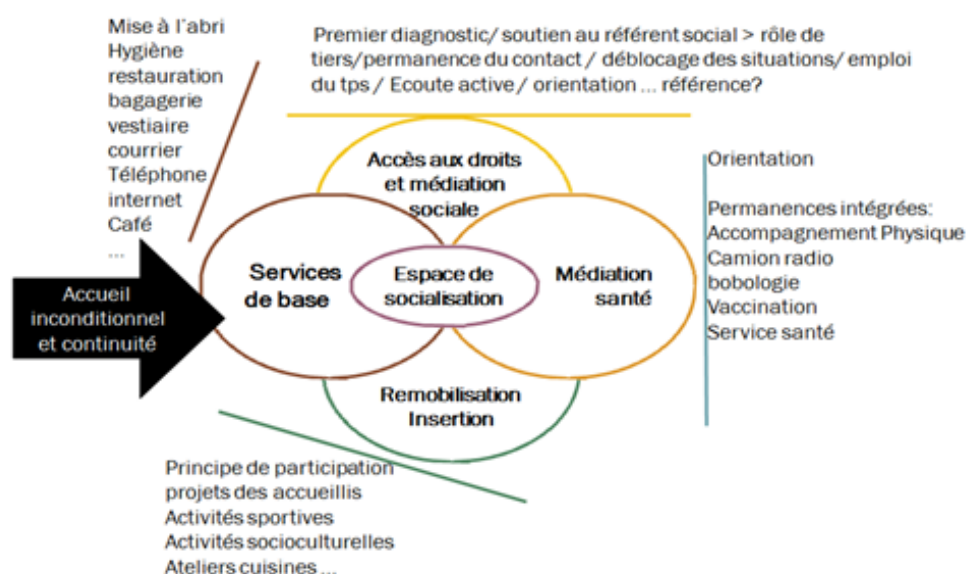 Mise à l'abri
Hygiène
restauration
bagagerie
vestiaire
courrier
Téléphone
internet
Café
...
Premier diagnostic/ soutien au référent social > rôle de
tiers/permanence du contact / déblocage des situations/ emploi
du tps / Ecoute active/ orientation ... référence?
Accès aux droits
et médiation
sociale
Orientation
Permanences intégrées:
Accompagnement Physique
Camion radio
bobologie
Vaccination
Service santé
Accueil
inconditionnel
et continuité
Services
de base
Espace de
socialisation
Médiation
santé
Remobilisation
Insertion
Principe de participation
projets des accueillis
Activités sportives
Activités socioculturelles
Ateliers cuisines ...